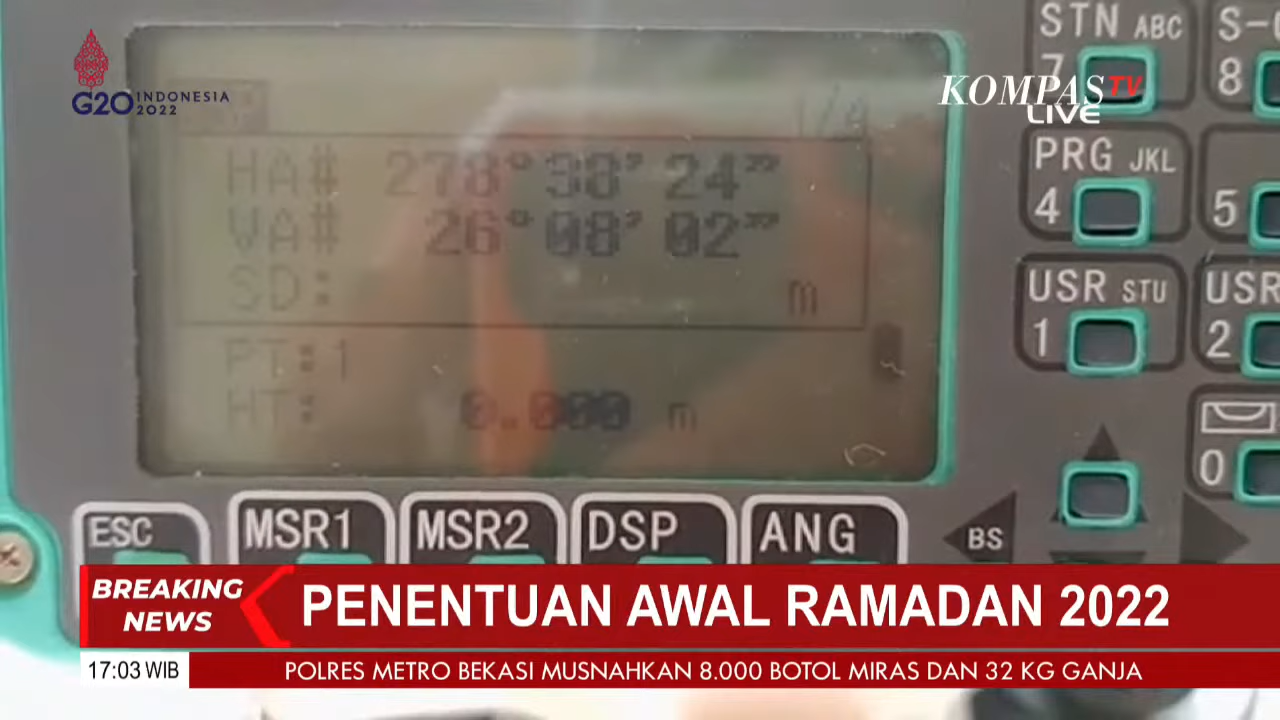 G20 INDONESIA
2022
KOMPASTV
LIVE
1/4
HA# 278°38'24"
VA# 26°08'02"
SD: m
PT:1
HT: 0.000 m
STN ABC
7
8
PRG JKL
4
5
USR STU
1
USR
2
0
ESC
MSR1
MSR2
DSP
ANG
BS
BREAKING
NEWS
PENENTUAN AWAL RAMADAN 2022
17:03 WIB
POLRES METRO BEKASI MUSNAHKAN 8.000 BOTOL MIRAS DAN 32 KG GANJA